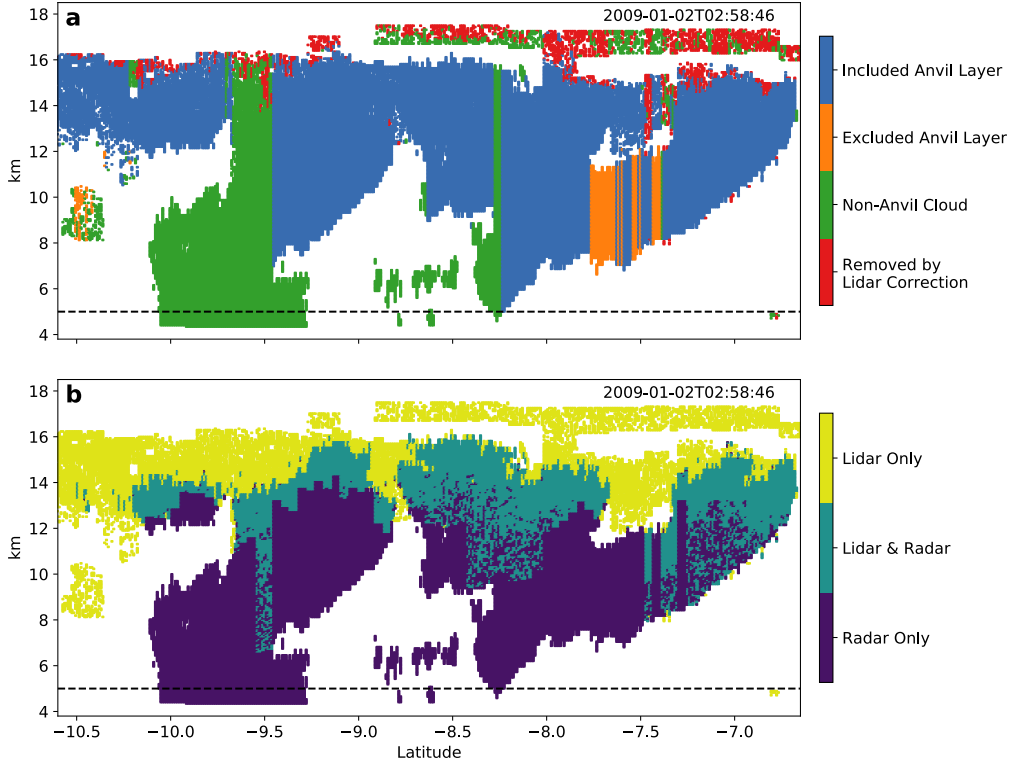 a
2009-01-02T02:58:46
18
16
14
12
10
8
6
4
km
Included Anvil Layer
Excluded Anvil Layer
Non-Anvil Cloud
Removed by
Lidar Correction
b
2009-01-02T02:58:46
18
16
14
12
10
8
6
4
km
−10.5
−10.0
−9.5
−9.0
−8.5
−8.0
−7.5
−7.0
Latitude
Lidar Only
Lidar & Radar
Radar Only